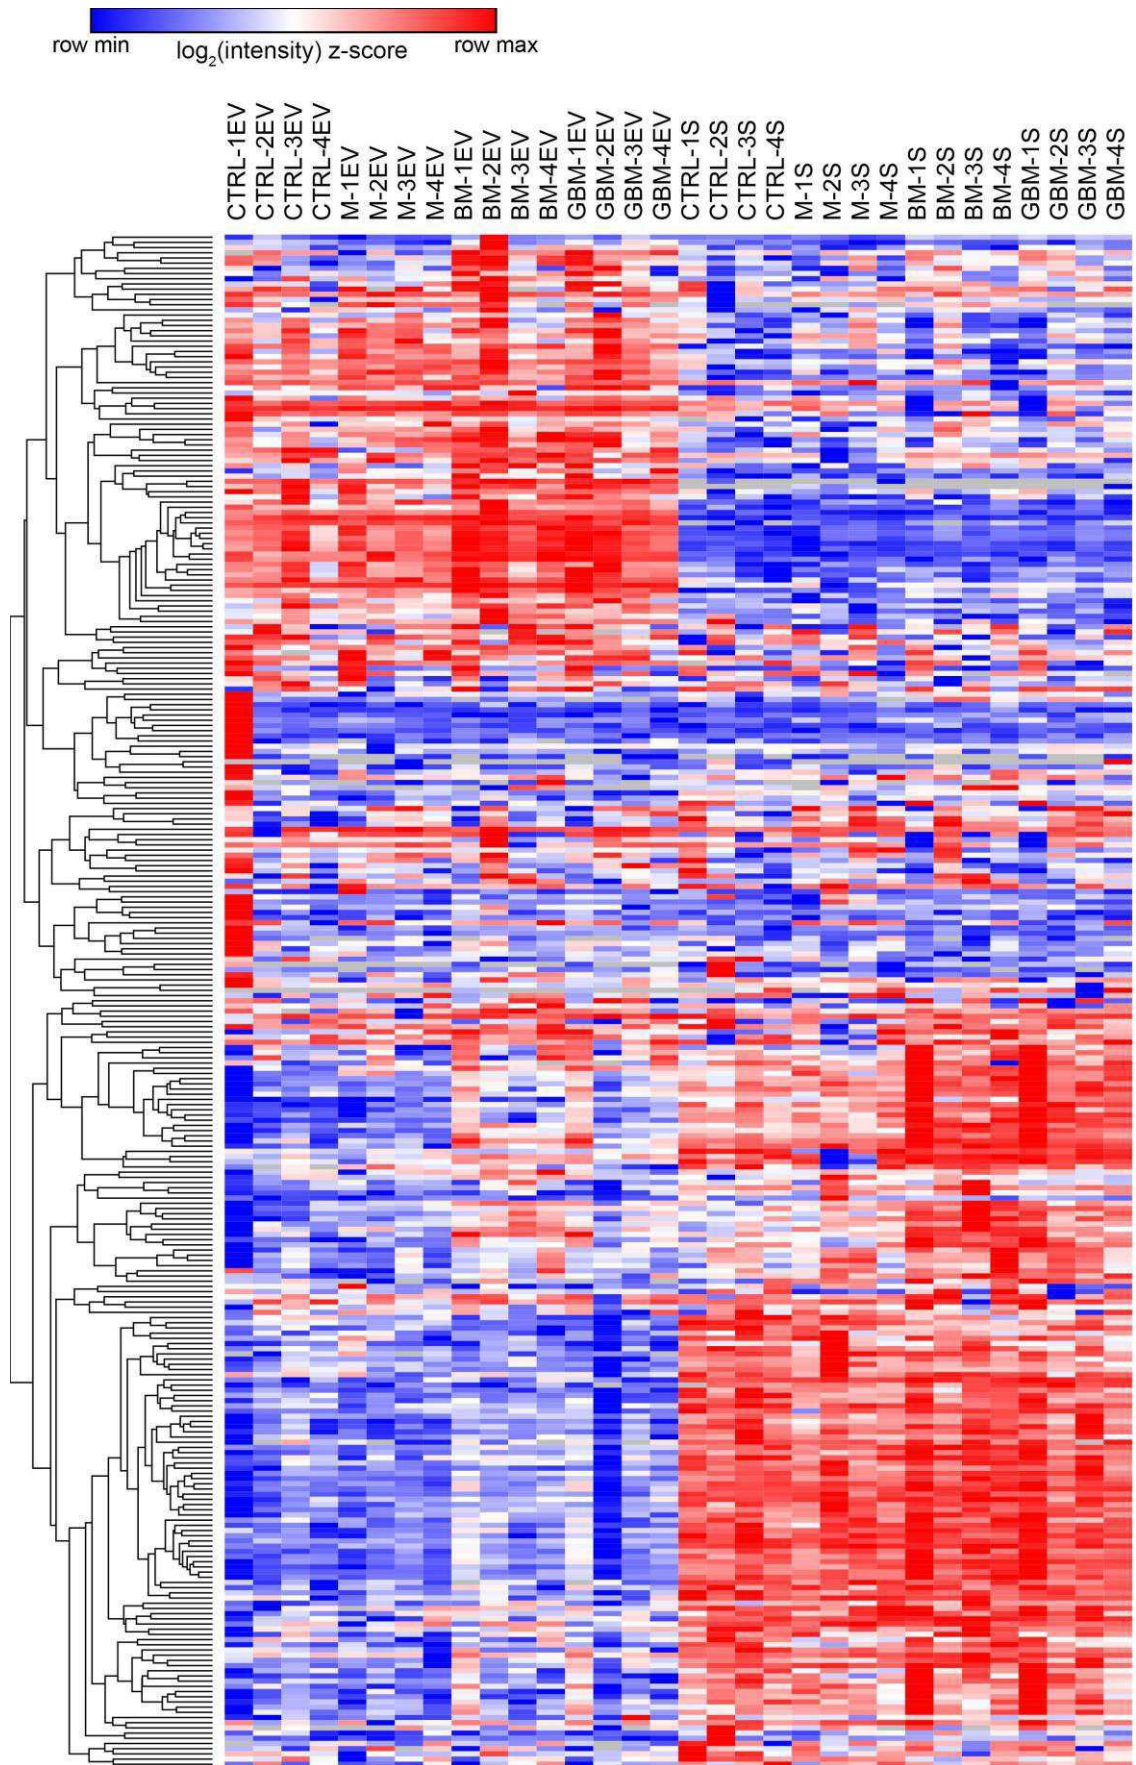 row min log₂(intensity) z-score row max
CTRL-1EV
CTRL-2EV
CTRL-3EV
CTRL-4EV
M-1EV
M-2EV
M-3EV
M-4EV
BM-1EV
BM-2EV
BM-3EV
BM-4EV
GBM-1EV
GBM-2EV
GBM-3EV
GBM-4EV
CTRL-1S
CTRL-2S
CTRL-3S
CTRL-4S
M-1S
M-2S
M-3S
M-4S
BM-1S
BM-2S
BM-3S
BM-4S
GBM-1S
GBM-2S
GBM-3S
GBM-4S